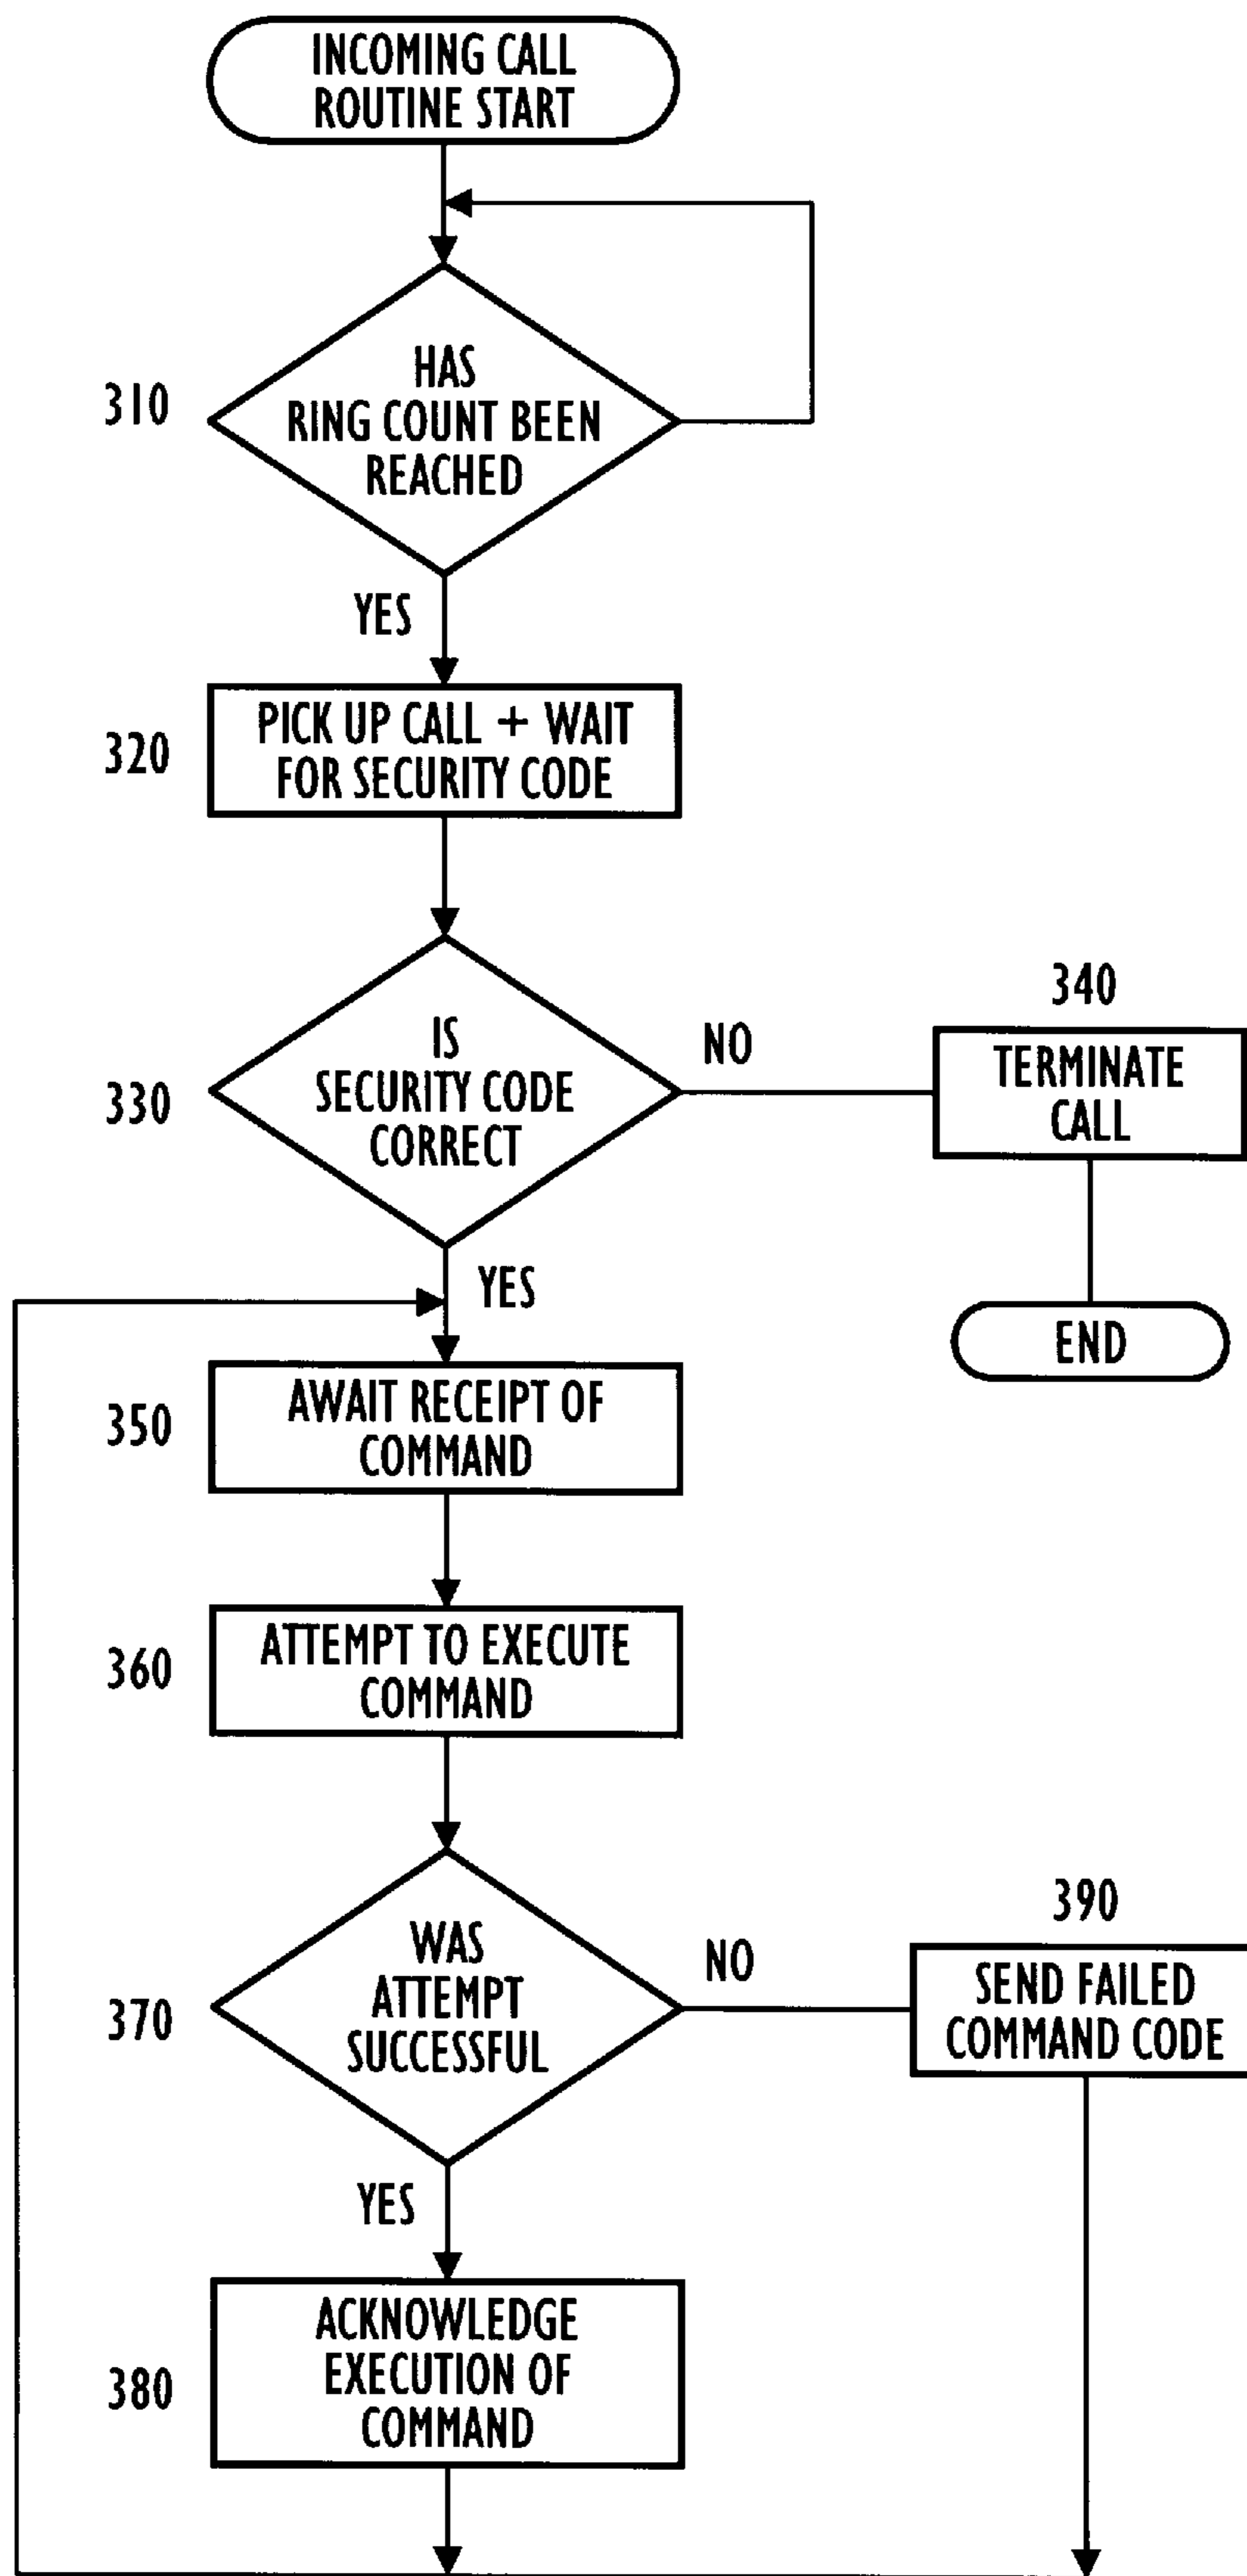 INCOMING CALL
ROUTINE START
310
HAS
RING COUNT BEEN
REACHED
YES
320
PICK UP CALL + WAIT
FOR SECURITY CODE
330
IS
SECURITY CODE
CORRECT
NO
340
TERMINATE
CALL
END
YES
350
AWAIT RECEIPT OF
COMMAND
360
ATTEMPT TO EXECUTE
COMMAND
370
WAS
ATTEMPT
SUCCESSFUL
NO
390
SEND FAILED
COMMAND CODE
YES
380
ACKNOWLEDGE
EXECUTION OF
COMMAND